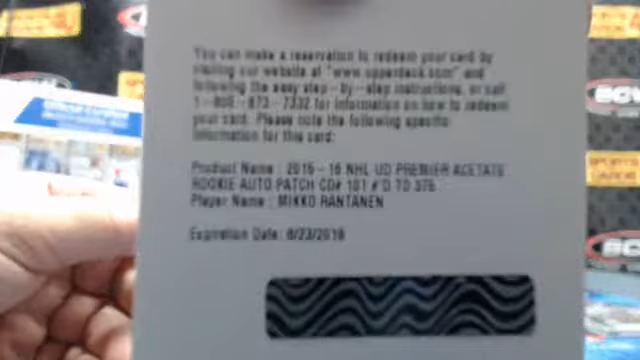 You can make a reservation to redeem your card by
visiting our website at "www.upperdeck.com" and
following the easy step-by-step instructions, or call
1-800-873-7332 for information on how to redeem
your card. Please note the following specific
information for this card:
Product Name : 2015-16 NHL UD PREMIER ACETATE
ROOKIE AUTO PATCH CD# 101 #'D TO 375
Player Name : MIKKO RANTANEN
Expiration Date: 6/23/2018